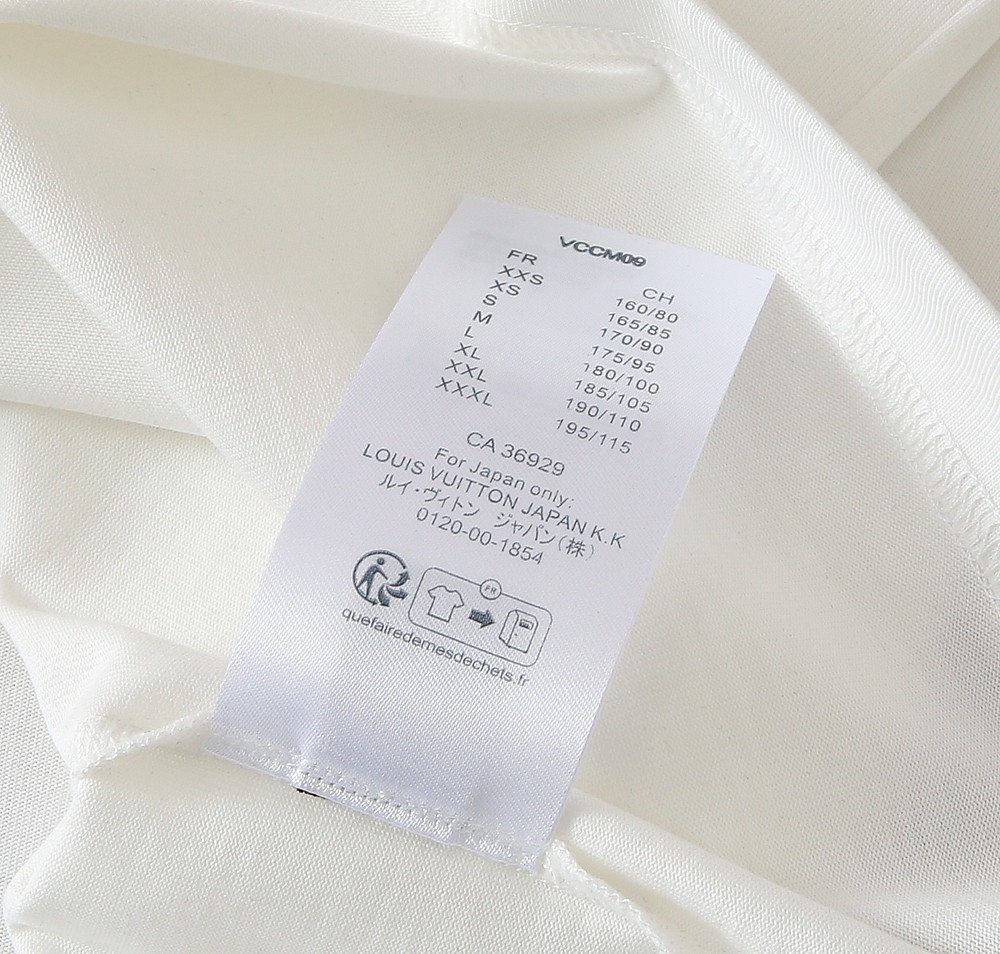 VCCM09
FR CH
XXS 160/80
XS 165/85
S 170/90
M 175/95
L 180/100
XL 185/105
XXL 190/110
XXXL 195/115
CA 36929
For Japan only:
LOUIS VUITTON JAPAN K.K
ルイ・ヴィトン ジャパン(株)
0120-00-1854
FR
quefairedemesdechets.fr